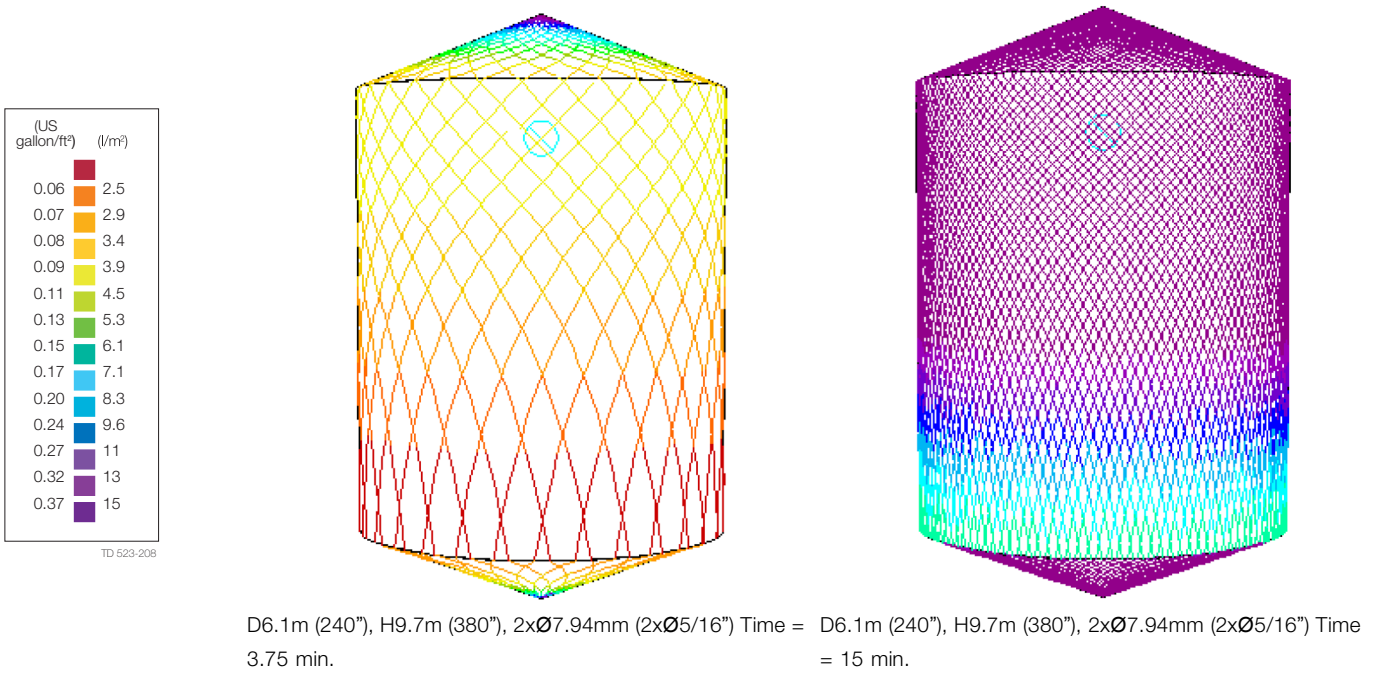 (US
gallon/ft²) (l/m²)
0.06 2.5
0.07 2.9
0.08 3.4
0.09 3.9
0.11 4.5
0.13 5.3
0.15 6.1
0.17 7.1
0.20 8.3
0.24 9.6
0.27 11
0.32 13
0.37 15
TD 523-208
D6.1m (240”), H9.7m (380”), 2xØ7.94mm (2xØ5/16”) Time =
3.75 min.
D6.1m (240”), H9.7m (380”), 2xØ7.94mm (2xØ5/16”) Time
= 15 min.